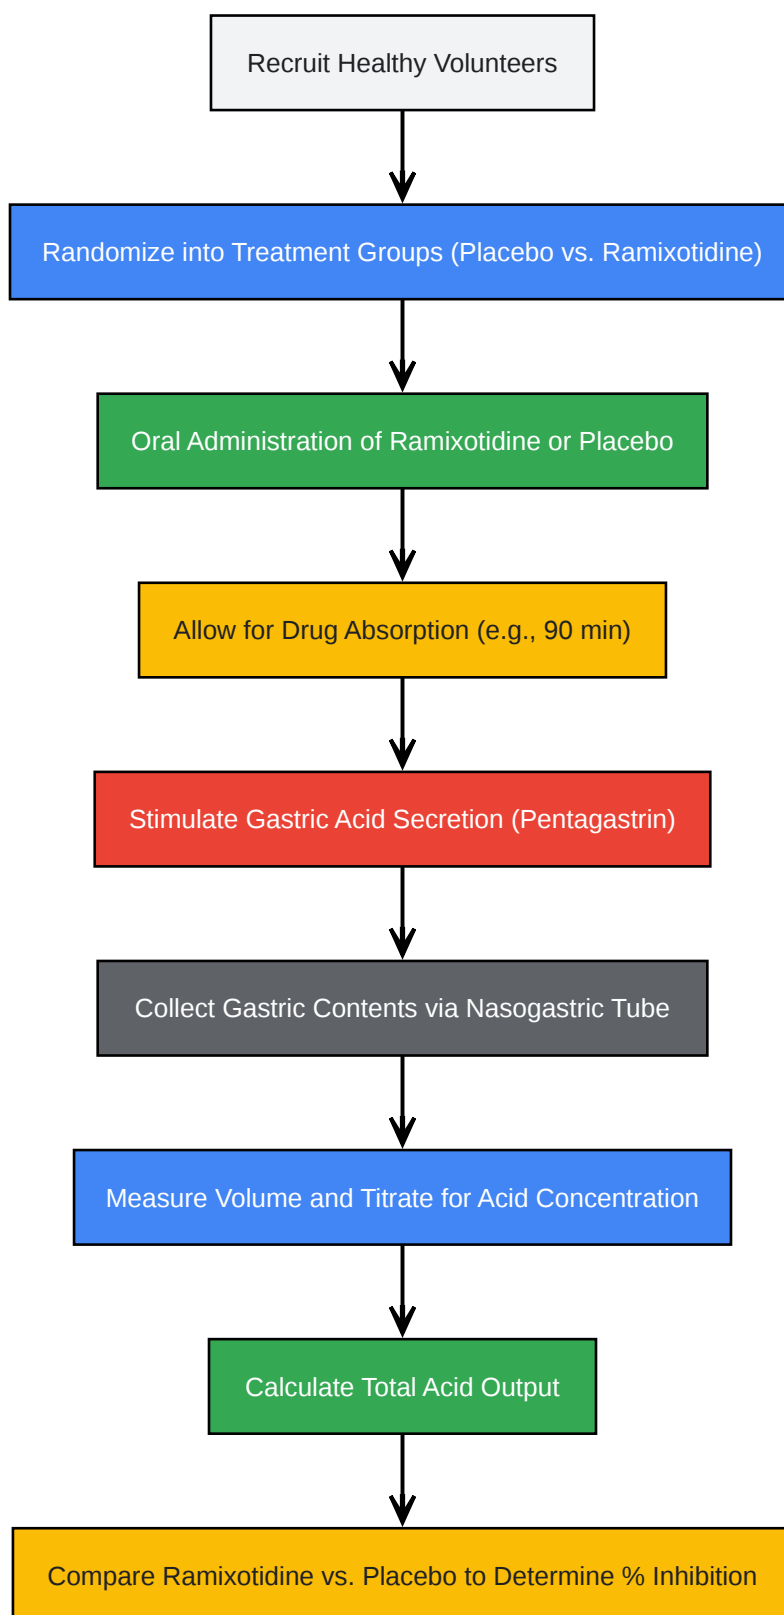 Recruit Healthy Volunteers
Randomize into Treatment Groups (Placebo vs. Ramixotidine)
Oral Administration of Ramixotidine or Placebo
Allow for Drug Absorption (e.g., 90 min)
Stimulate Gastric Acid Secretion (Pentagastrin)
Collect Gastric Contents via Nasogastric Tube
Measure Volume and Titrate for Acid Concentration
Calculate Total Acid Output
Compare Ramixotidine vs. Placebo to Determine % Inhibition